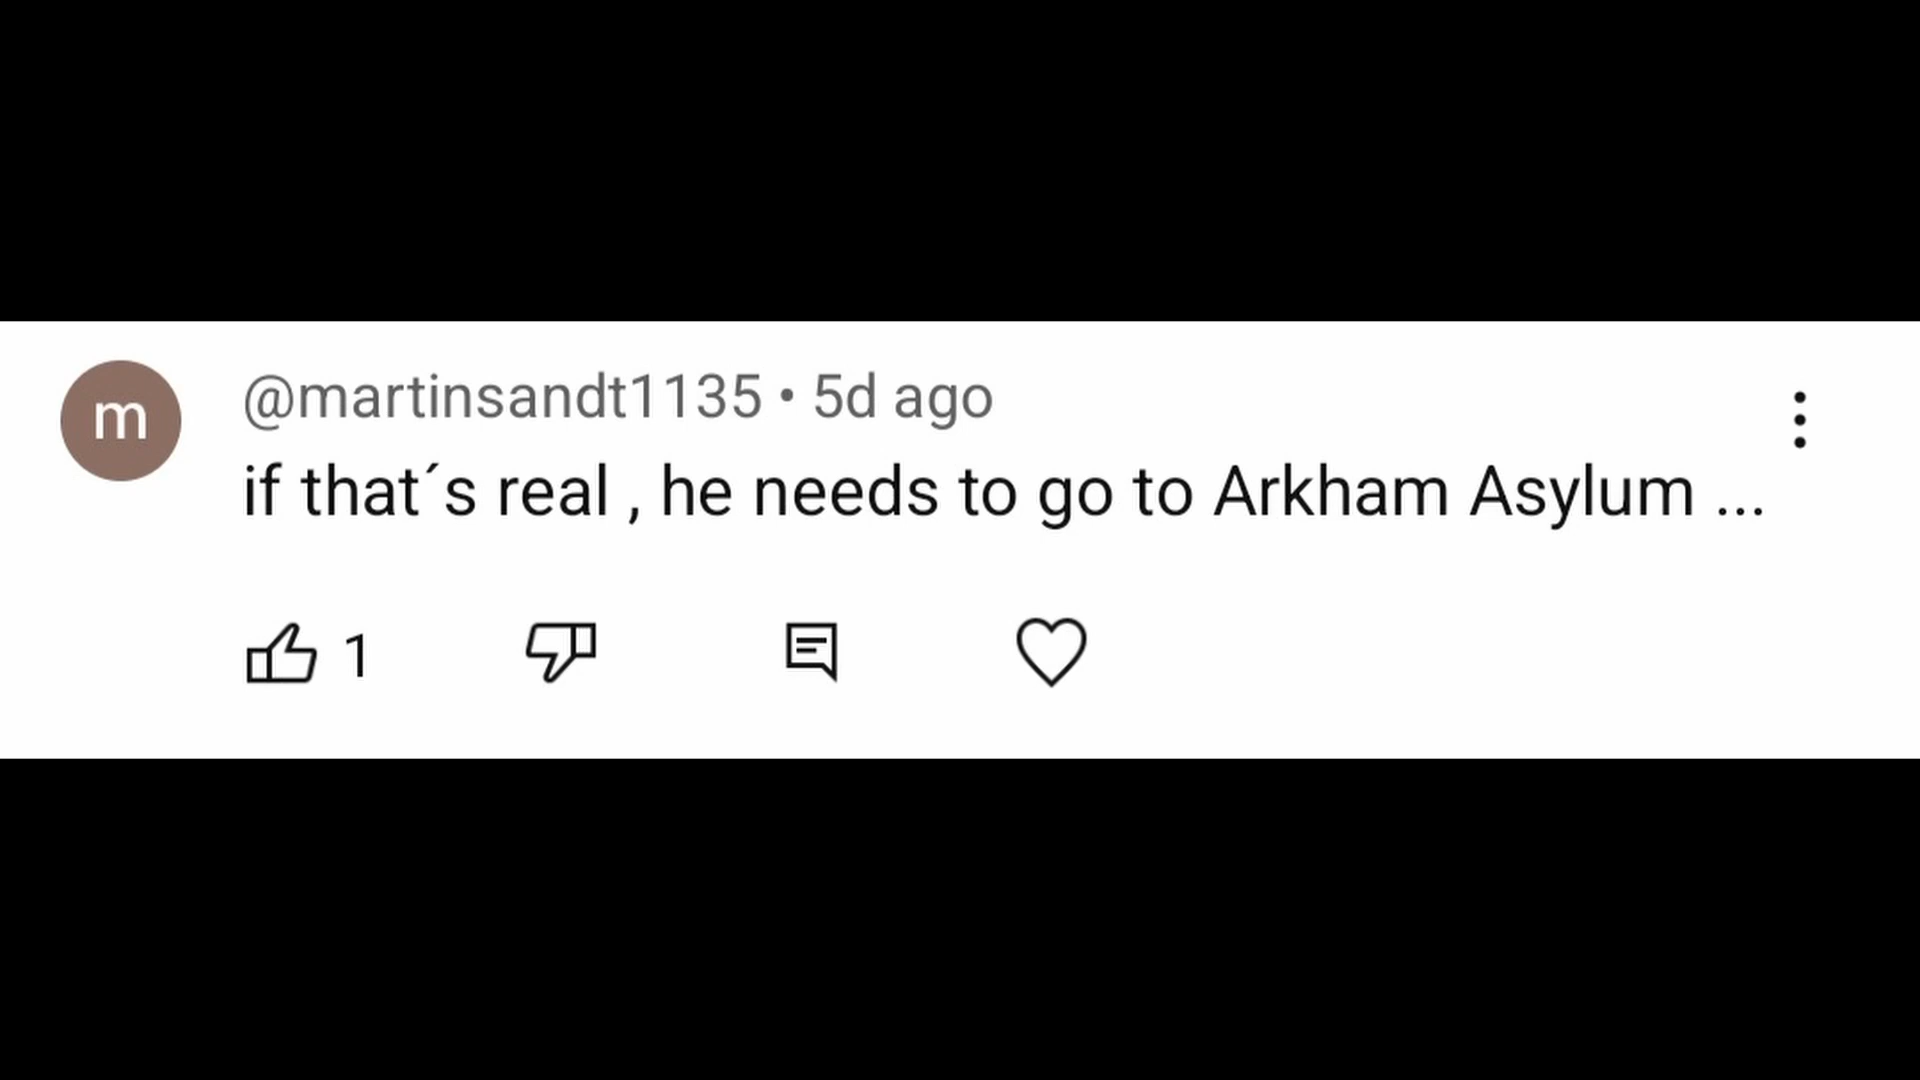 m
@martinsandt1135 • 5d ago
if that´s real , he needs to go to Arkham Asylum ...
1